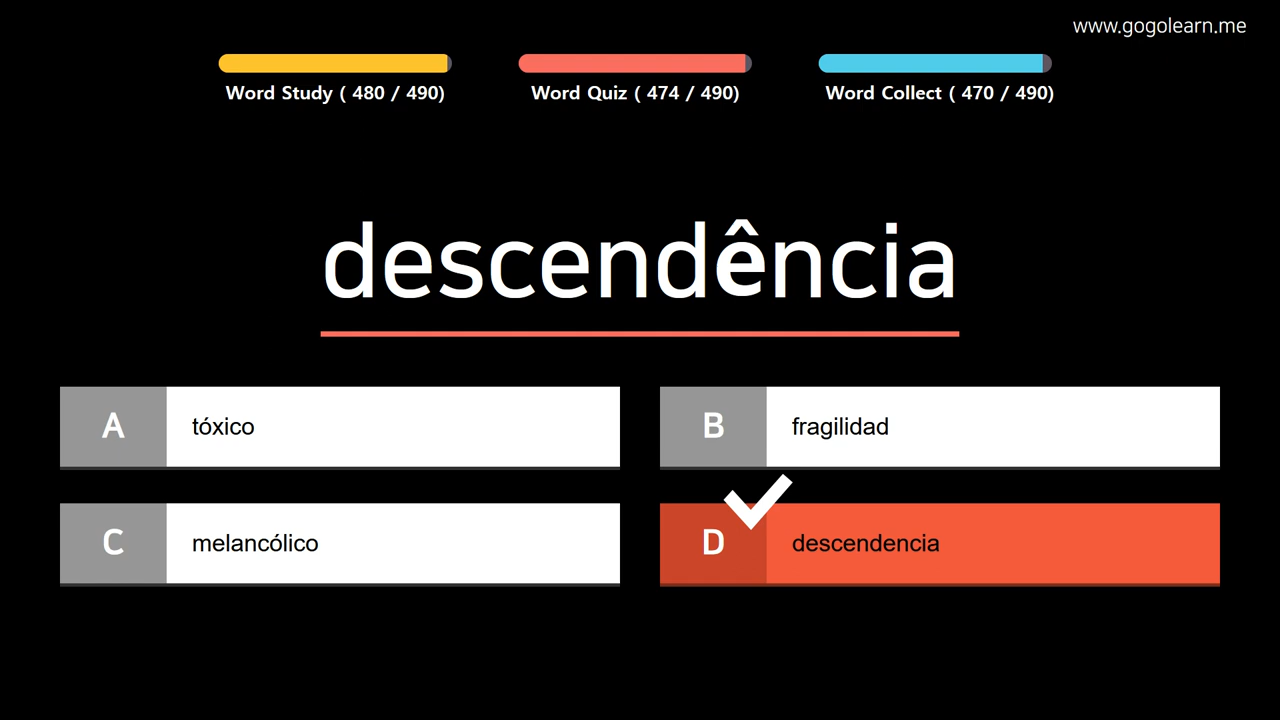 www.gogolearn.me
Word Study ( 480 / 490)
Word Quiz ( 474 / 490)
Word Collect ( 470 / 490)
descendência
A tóxico
B fragilidad
C melancólico
D descendencia